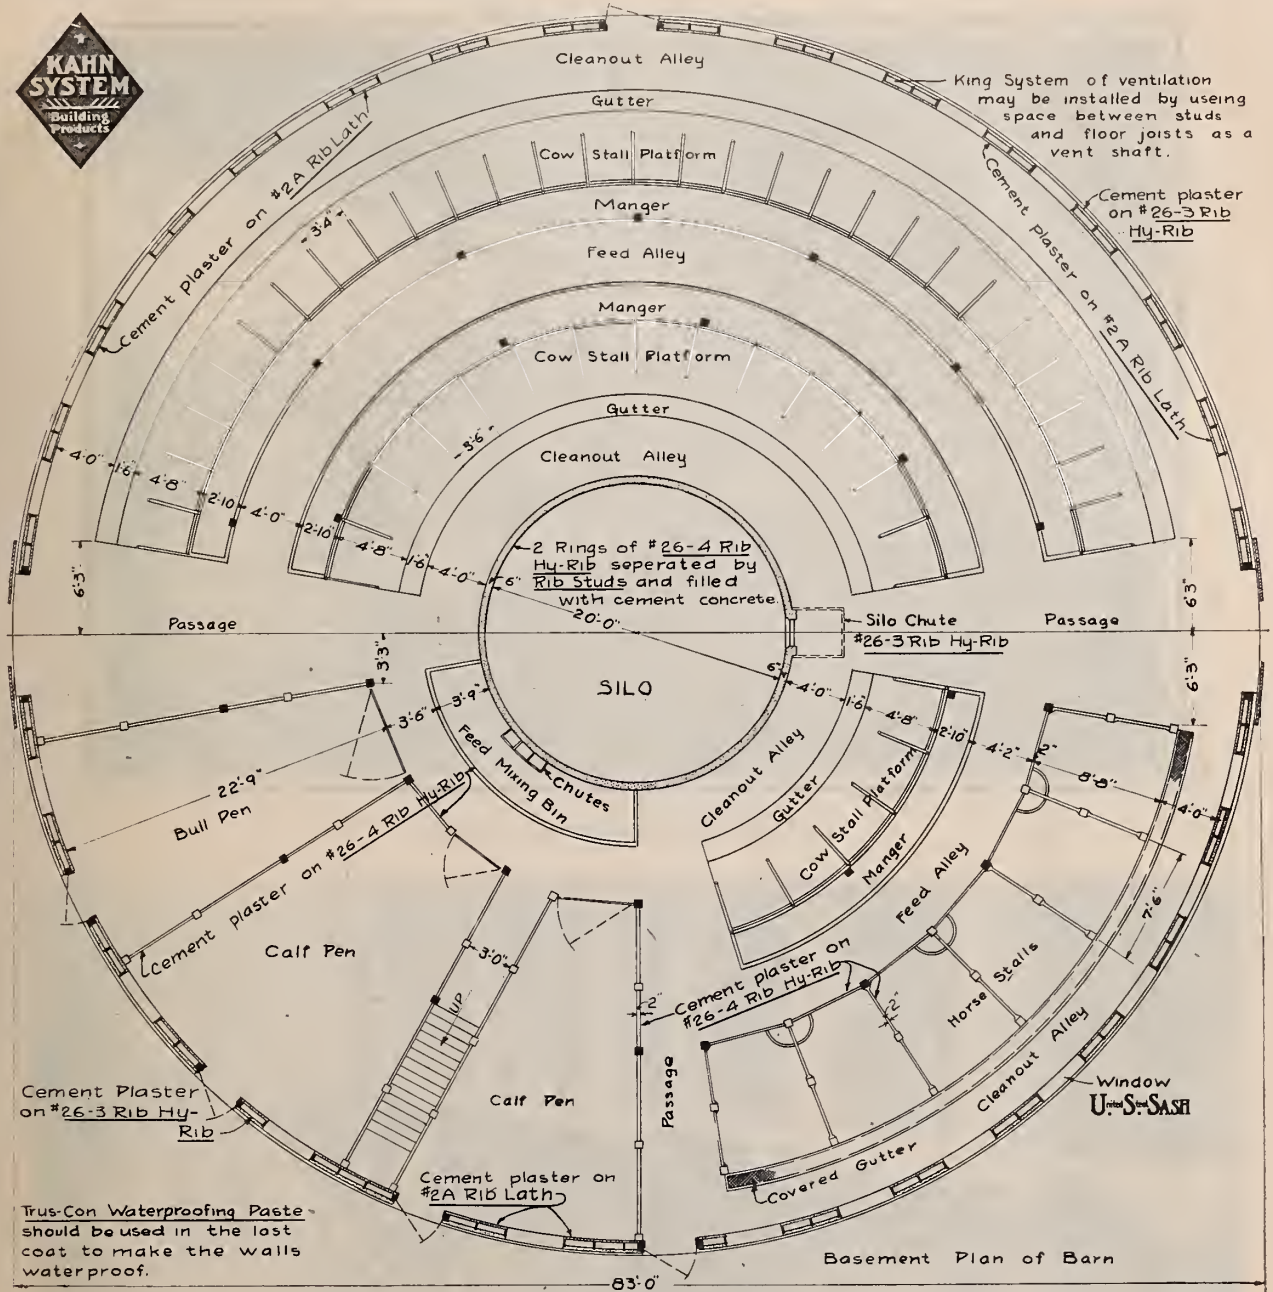 KAHN
SYSTEM
Building
Products
Cleanout Alley
Gutter
Cow Stall Platform
Manger
Feed Alley
Manger
Cow Stall Platform
Gutter
Cleanout Alley
King System of ventilation
may be installed by useing
space between studs
and floor joists as a
vent shaft.
Cement plaster
on #26-3 Rib
Hy-Rib
Cement plaster on #2A Rib Lath
Cement plaster on #2A Rib Lath
3'4"
3'6"
4'-0" 1'-6" 4'-8" 2'-10" 4'-0" 2'-10" 4'-8" 1'-6" 4'-0" 6"
2 Rings of #26-4 Rib
Hy-Rib seperated by
Rib Studs and filled
with cement concrete.
20'-0"
6'-3"
6'-3"
Passage
Silo Chute
#26-3 Rib Hy-Rib
Passage
3'3"
6'-3"
SILO
6" 4'-0" 1'-6" 4'-8" 2'-10" 4'-2" 2" 8'-8" 4'-0"
3'-6" 3'-9"
Feed Mixing Bin
Chutes
22'-9"
Bull Pen
Cement plaster on #26-4 Rib Hy-Rib
Cleanout Alley
Gutter
Cow Stall Platform
Manger
Feed Alley
7'-6"
Horse Stalls
Calf Pen
3'-0"
UP
2"
Cement plaster on
#26-4 Rib Hy-Rib
2"
Passage
Cleanout Alley
Window
United Steel SASH
Cement Plaster
on #26-3 Rib Hy-
Rib
Calf Pen
Cement plaster on
#2A Rib Lath
Covered Gutter
Trus-Con Waterproofing Paste
should be used in the last
coat to make the walls
waterproof.
Basement Plan of Barn
83'-0"